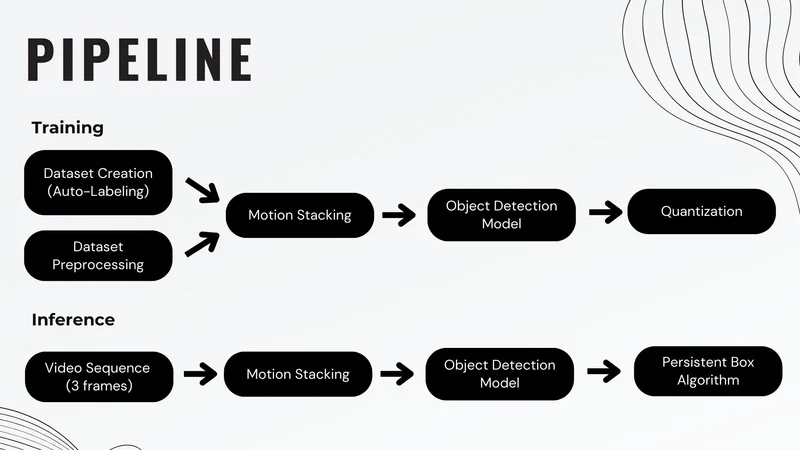 PIPELINE
Training
Dataset Creation
(Auto-Labeling)
Dataset
Preprocessing
Motion Stacking
Object Detection
Model
Quantization
Inference
Video Sequence
(3 frames)
Motion Stacking
Object Detection
Model
Persistent Box
Algorithm